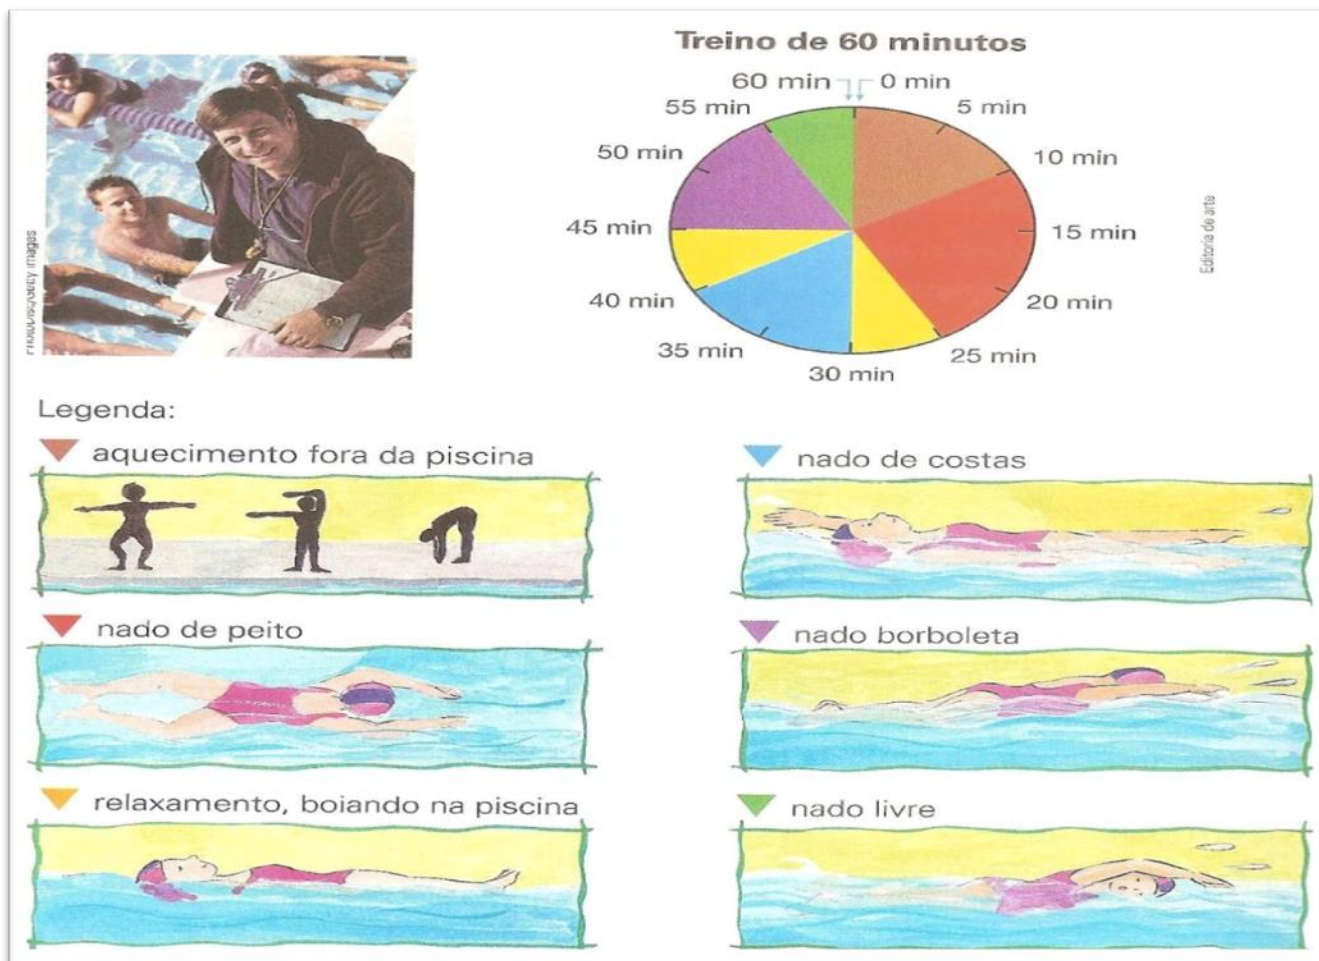 Treino de 60 minutos
60 min
0 min
55 min
5 min
50 min
10 min
45 min
15 min
40 min
20 min
35 min
25 min
30 min
Editoria de arte
Legenda:
aquecimento fora da piscina
nado de costas
nado de peito
nado borboleta
relaxamento, boiando na piscina
nado livre